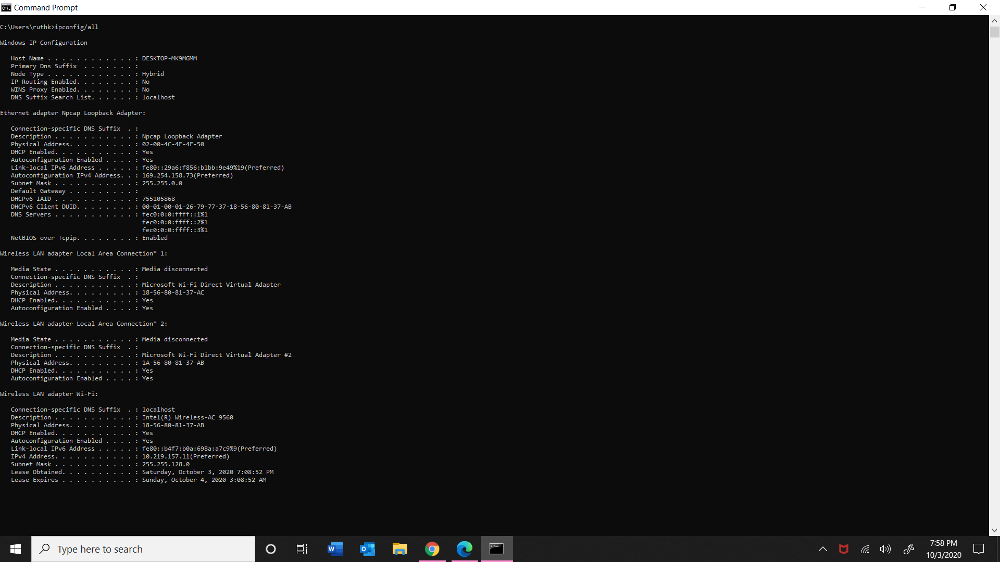 Command Prompt
C:\Users\ruthk>ipconfig/all
Windows IP Configuration
   Host Name . . . . . . . . . . . . : DESKTOP-MK9MGMM
   Primary Dns Suffix  . . . . . . . :
   Node Type . . . . . . . . . . . . : Hybrid
   IP Routing Enabled. . . . . . . . : No
   WINS Proxy Enabled. . . . . . . . : No
   DNS Suffix Search List. . . . . . : localhost
Ethernet adapter Npcap Loopback Adapter:
   Connection-specific DNS Suffix  . :
   Description . . . . . . . . . . . : Npcap Loopback Adapter
   Physical Address. . . . . . . . . : 02-00-4C-4F-4F-50
   DHCP Enabled. . . . . . . . . . . : Yes
   Autoconfiguration Enabled . . . . : Yes
   Link-local IPv6 Address . . . . . : fe80::29a6:f856:b1bb:9e49%19(Preferred)
   Autoconfiguration IPv4 Address. . : 169.254.158.73(Preferred)
   Subnet Mask . . . . . . . . . . . : 255.255.0.0
   Default Gateway . . . . . . . . . :
   DHCPv6 IAID . . . . . . . . . . . : 755105868
   DHCPv6 Client DUID. . . . . . . . : 00-01-00-01-26-79-77-37-18-56-80-81-37-AB
   DNS Servers . . . . . . . . . . . : fec0:0:0:ffff::1%1
                                       fec0:0:0:ffff::2%1
                                       fec0:0:0:ffff::3%1
   NetBIOS over Tcpip. . . . . . . . : Enabled
Wireless LAN adapter Local Area Connection* 1:
   Media State . . . . . . . . . . . : Media disconnected
   Connection-specific DNS Suffix  . :
   Description . . . . . . . . . . . : Microsoft Wi-Fi Direct Virtual Adapter
   Physical Address. . . . . . . . . : 18-56-80-81-37-AC
   DHCP Enabled. . . . . . . . . . . : Yes
   Autoconfiguration Enabled . . . . : Yes
Wireless LAN adapter Local Area Connection* 2:
   Media State . . . . . . . . . . . : Media disconnected
   Connection-specific DNS Suffix  . :
   Description . . . . . . . . . . . : Microsoft Wi-Fi Direct Virtual Adapter #2
   Physical Address. . . . . . . . . : 1A-56-80-81-37-AB
   DHCP Enabled. . . . . . . . . . . : Yes
   Autoconfiguration Enabled . . . . : Yes
Wireless LAN adapter Wi-Fi:
   Connection-specific DNS Suffix  . : localhost
   Description . . . . . . . . . . . : Intel(R) Wireless-AC 9560
   Physical Address. . . . . . . . . : 18-56-80-81-37-AB
   DHCP Enabled. . . . . . . . . . . : Yes
   Autoconfiguration Enabled . . . . : Yes
   Link-local IPv6 Address . . . . . : fe80::b4f7:b0a:698a:a7c9%9(Preferred)
   IPv4 Address. . . . . . . . . . . : 10.219.157.11(Preferred)
   Subnet Mask . . . . . . . . . . . : 255.255.128.0
   Lease Obtained. . . . . . . . . . : Saturday, October 3, 2020 7:08:52 PM
   Lease Expires . . . . . . . . . . : Sunday, October 4, 2020 3:08:52 AM
Type here to search
7:58 PM
10/3/2020